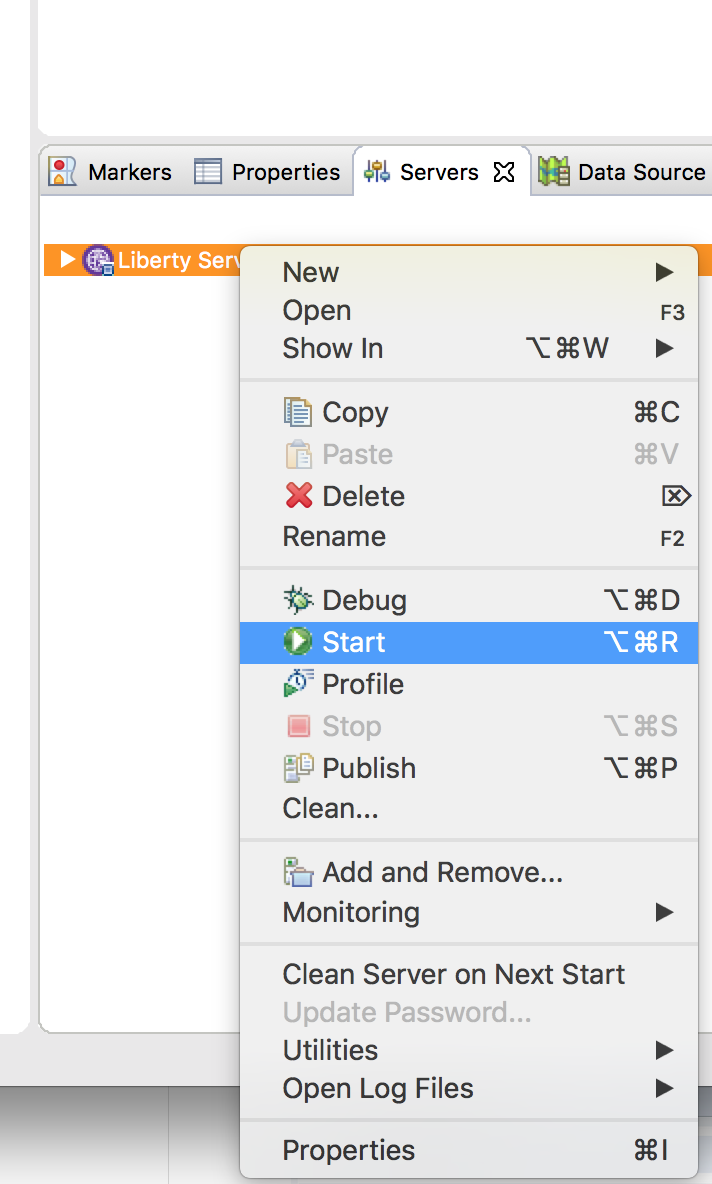 Markers Properties Servers Data Source
Liberty Serv
New
Open F3
Show In ⌥⌘W
Copy ⌘C
Paste ⌘V
Delete ⌦
Rename F2
Debug ⌥⌘D
Start ⌥⌘R
Profile
Stop ⌥⌘S
Publish ⌥⌘P
Clean...
Add and Remove...
Monitoring
Clean Server on Next Start
Update Password...
Utilities
Open Log Files
Properties ⌘I